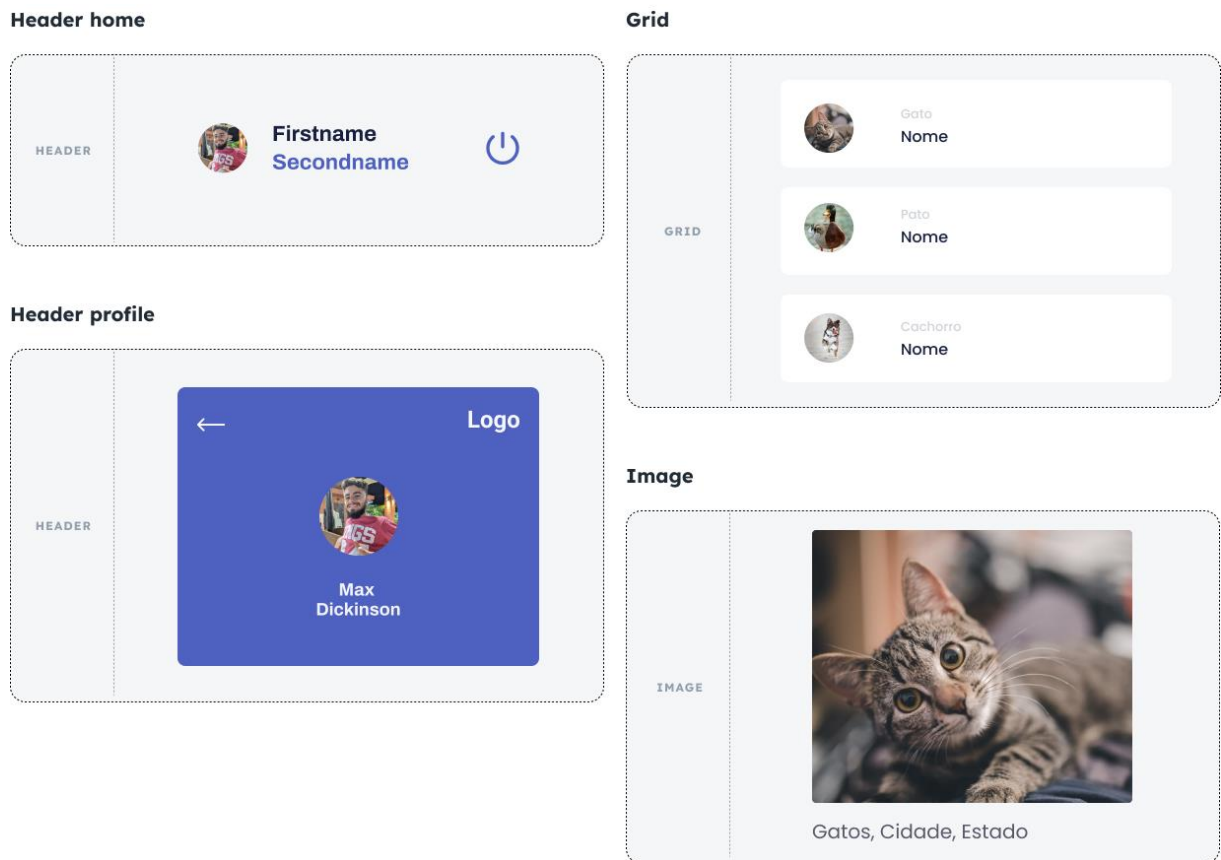 Header home
HEADER
Firstname
Secondname
Header profile
HEADER
Logo
Max
Dickinson
Grid
GRID
Gato
Nome
Pato
Nome
Cachorro
Nome
Image
IMAGE
Gatos, Cidade, Estado